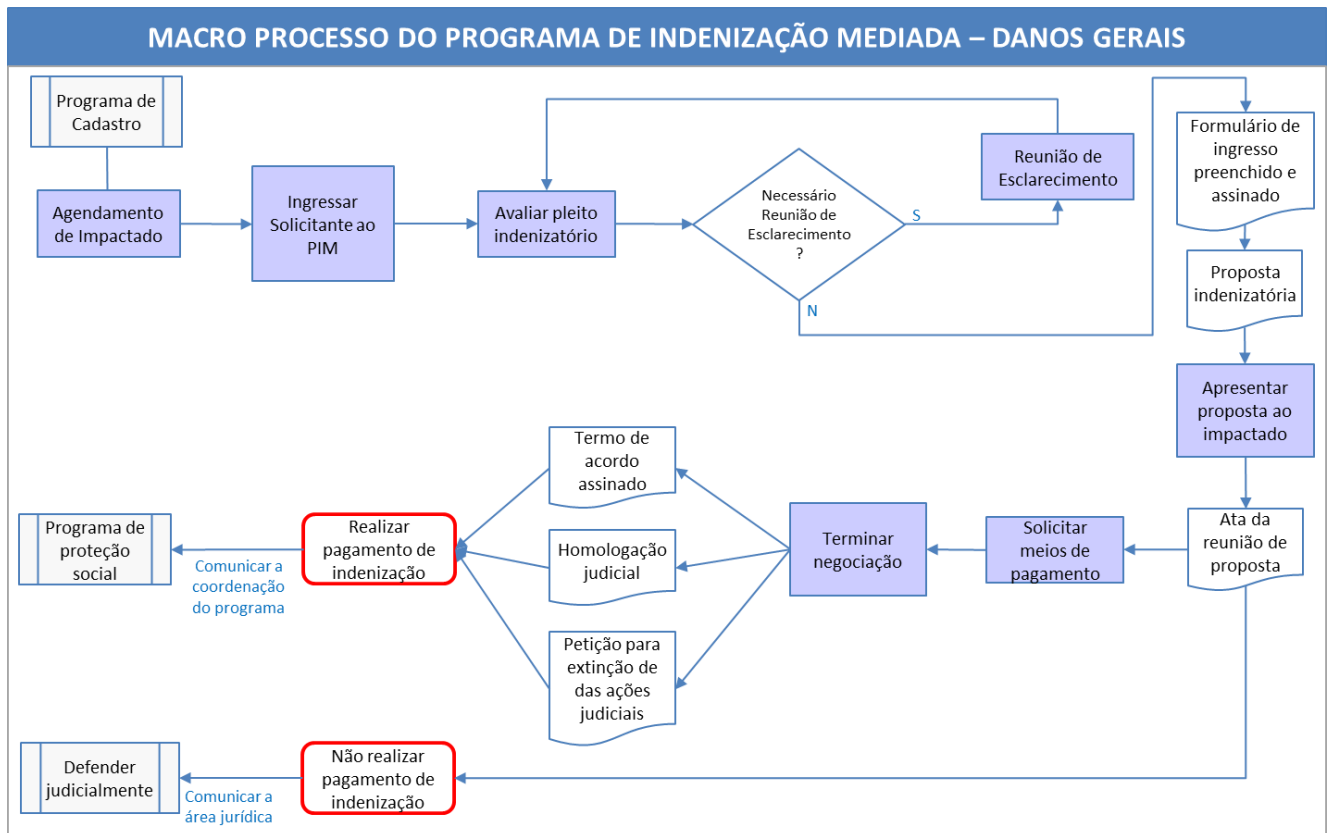 MACRO PROCESSO DO PROGRAMA DE INDENIZAÇÃO MEDIADA – DANOS GERAIS
Programa de
Cadastro
Agendamento
de Impactado
Ingressar
Solicitante ao
PIM
Avaliar pleito
indenizatório
Necessário
Reunião de
Esclarecimento
?
S
N
Reunião de
Esclarecimento
Formulário de
ingresso
preenchido e
assinado
Proposta
indenizatória
Apresentar
proposta ao
impactado
Ata da
reunião de
proposta
Solicitar
meios de
pagamento
Terminar
negociação
Termo de
acordo
assinado
Homologação
judicial
Petição para
extinção de
das ações
judiciais
Realizar
pagamento de
indenização
Comunicar a
coordenação
do programa
Programa de
proteção
social
Não realizar
pagamento de
indenização
Comunicar a
área jurídica
Defender
judicialmente